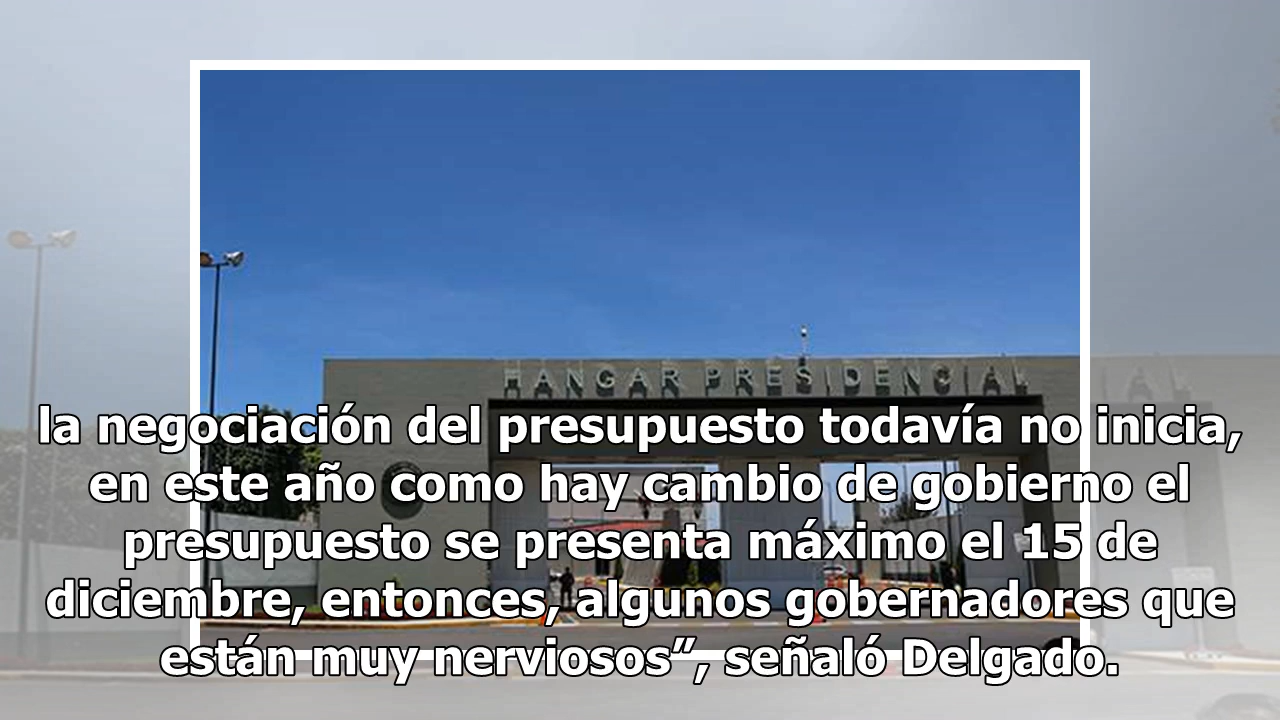 HANGAR PRESIDENCIAL
la negociación del presupuesto todavía no inicia,
en este año como hay cambio de gobierno el
presupuesto se presenta máximo el 15 de
diciembre, entonces, algunos gobernadores que
están muy nerviosos”, señaló Delgado.